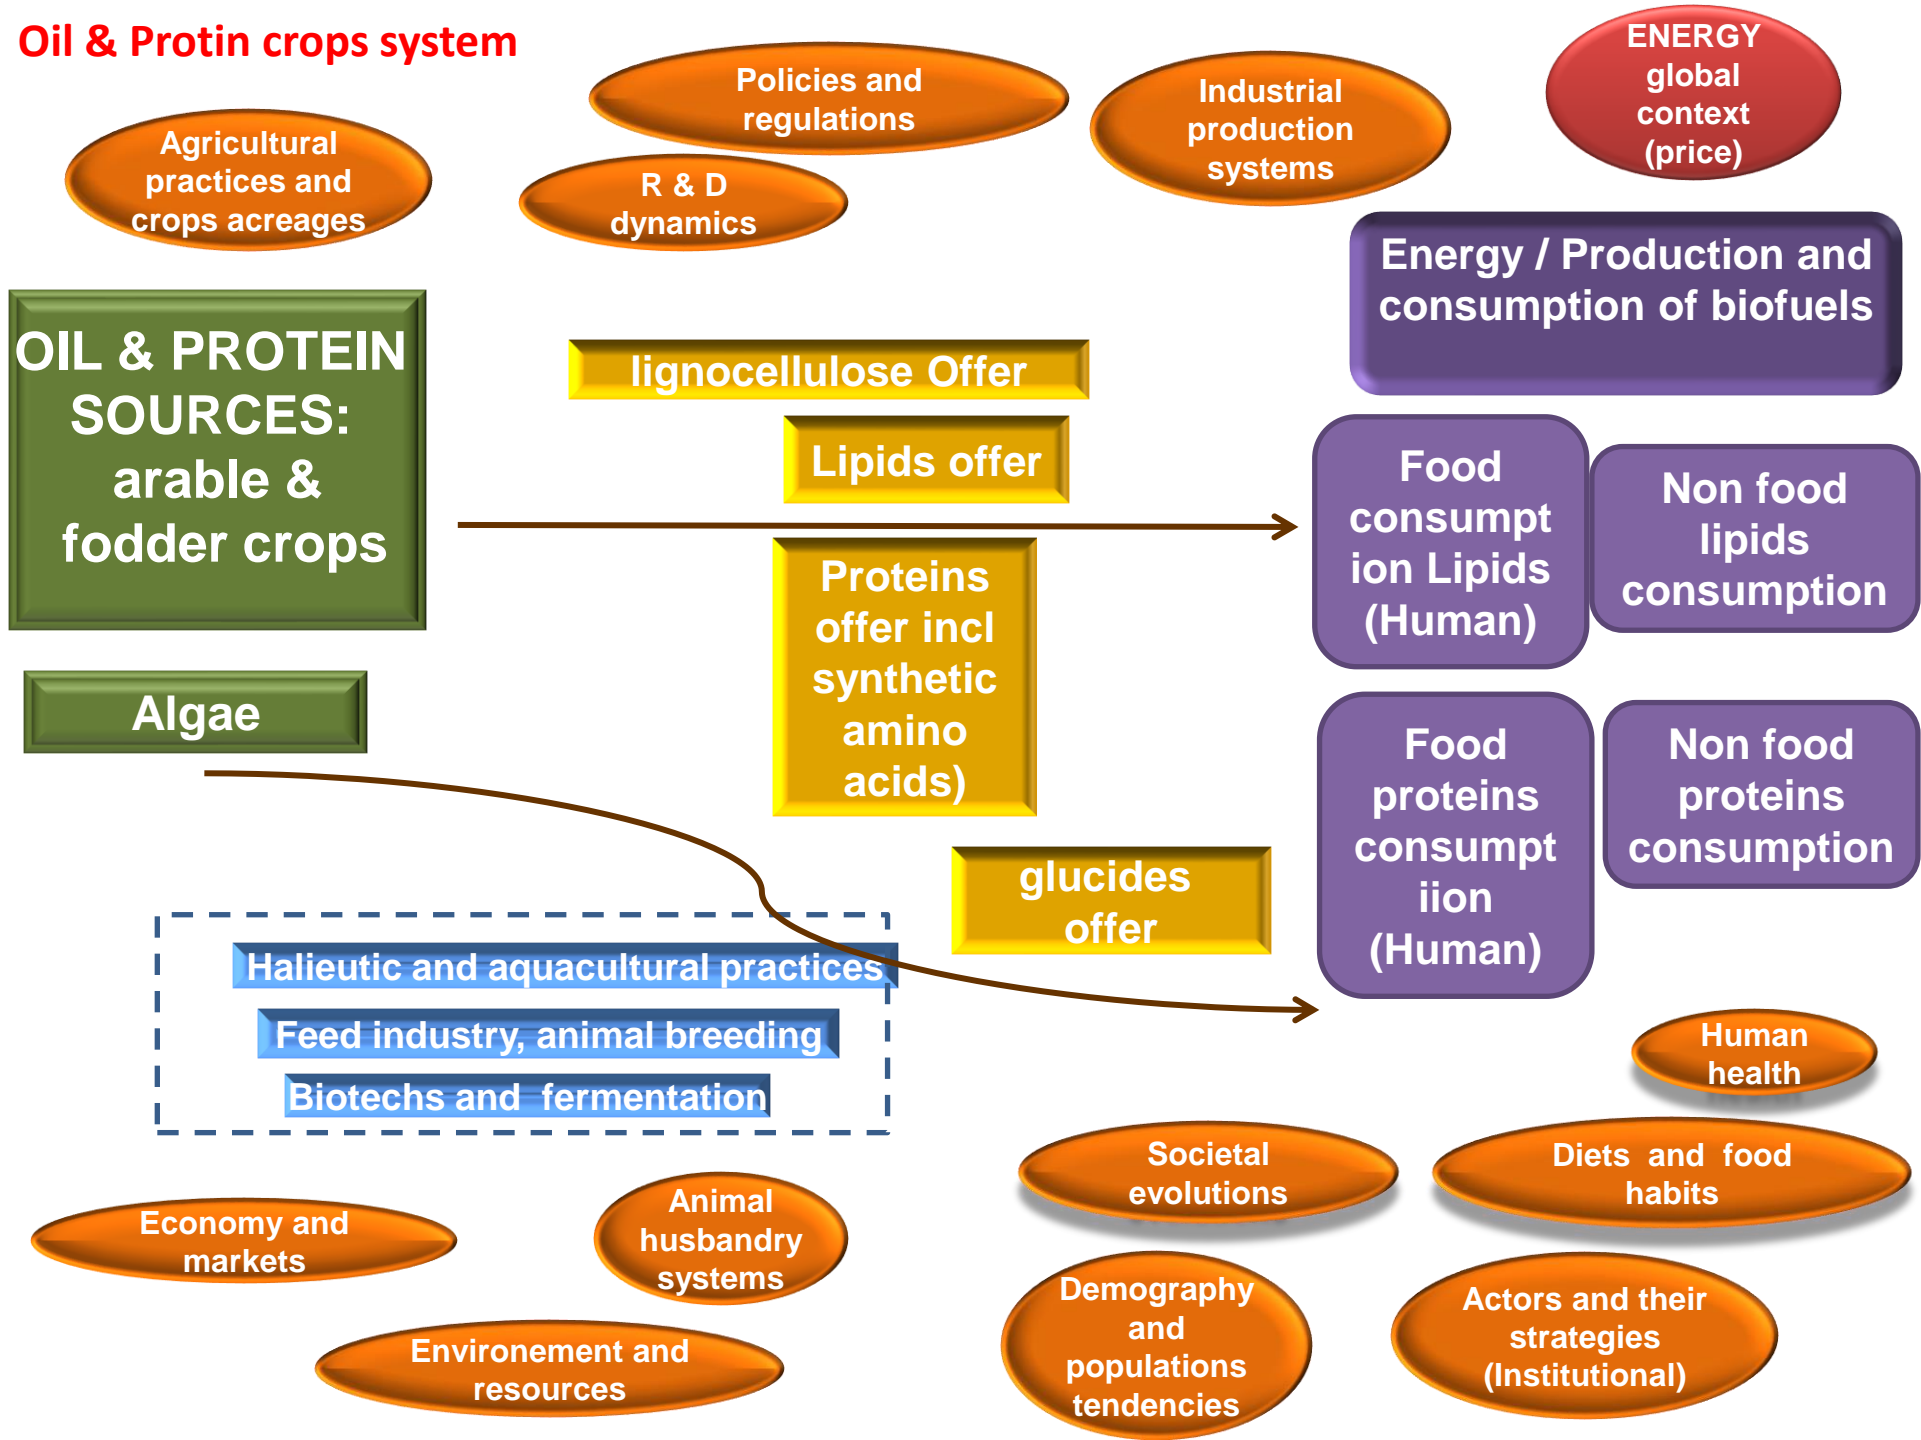 Oil & Protin crops system
Policies and
regulations
Industrial
production
systems
ENERGY
global
context
(price)
Agricultural
practices and
crops acreages
R & D
dynamics
Energy / Production and
consumption of biofuels
OIL & PROTEIN
SOURCES:
arable &
fodder crops
lignocellulose Offer
Lipids offer
Food
consumpt
ion Lipids
(Human)
Non food
lipids
consumption
Proteins
offer incl
synthetic
amino
acids)
Algae
Food
proteins
consumpt
iion
(Human)
Non food
proteins
consumption
glucides
offer
Halieutic and aquacultural practices
Feed industry, animal breeding
Biotechs and  fermentation
Human
health
Societal
evolutions
Diets  and  food
habits
Economy and
markets
Animal
husbandry
systems
Environement and
resources
Demography
and
populations
tendencies
Actors and their
strategies
(Institutional)